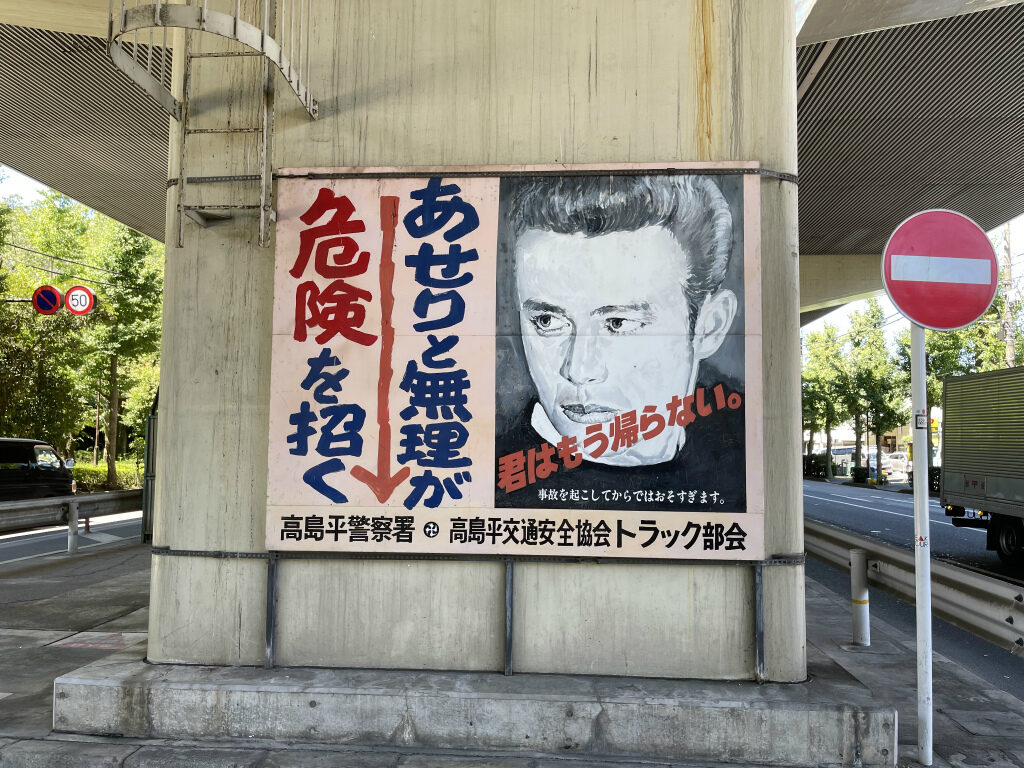 あせりと無理が
危険を招く
君はもう帰らない。
事故を起こしてからではおそすぎます。
高島平警察署 高島平交通安全協会トラック部会
50